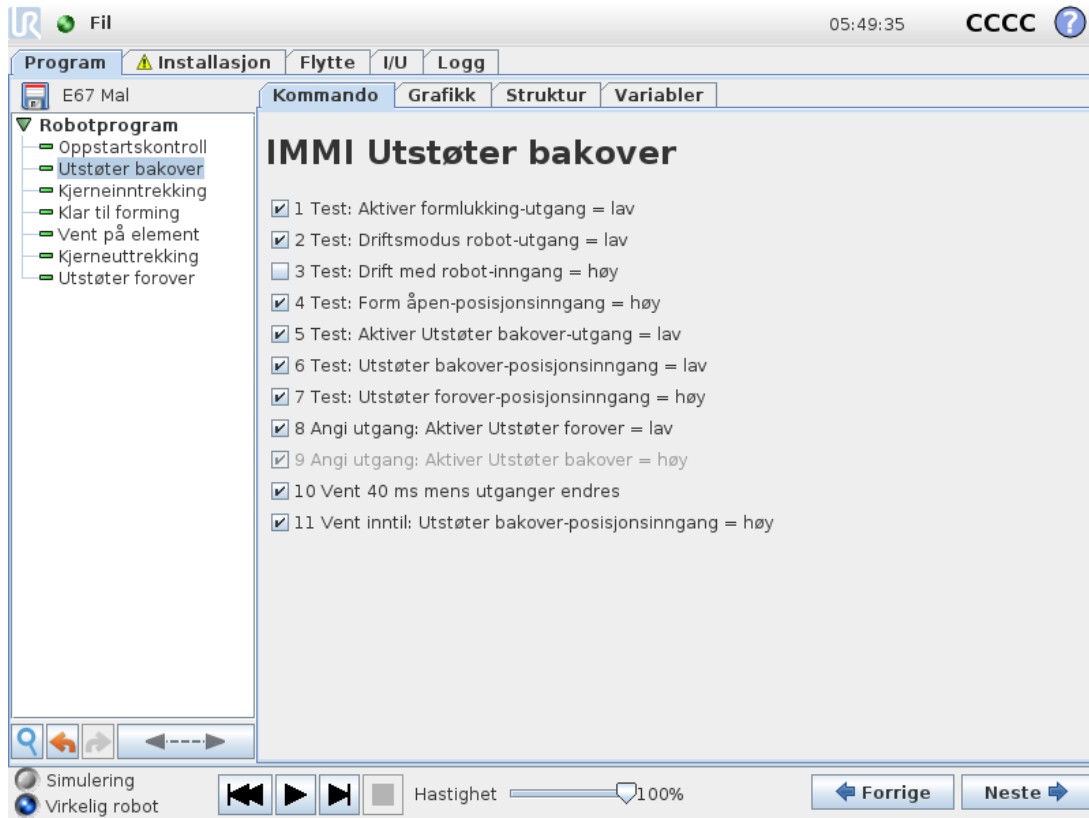 UR Fil 05:49:35 CCCC ?
Program Installasjon Flytte I/U Logg
E67 Mal
Kommando Grafikk Struktur Variabler
Robotprogram
Oppstartskontroll
Utstøter bakover
Kjerneinntrekking
Klar til forming
Vent på element
Kjerneuttrekking
Utstøter forover
IMMI Utstøter bakover
1 Test: Aktiver formlukking-utgang = lav
2 Test: Driftsmodus robot-utgang = lav
3 Test: Drift med robot-inngang = høy
4 Test: Form åpen-posisjonsinngang = høy
5 Test: Aktiver Utstøter bakover-utgang = lav
6 Test: Utstøter bakover-posisjonsinngang = lav
7 Test: Utstøter forover-posisjonsinngang = høy
8 Angi utgang: Aktiver Utstøter forover = lav
9 Angi utgang: Aktiver Utstøter bakover = høy
10 Vent 40 ms mens utganger endres
11 Vent inntil: Utstøter bakover-posisjonsinngang = høy
Simulering
Virkelig robot
Hastighet 100%
Forrige
Neste